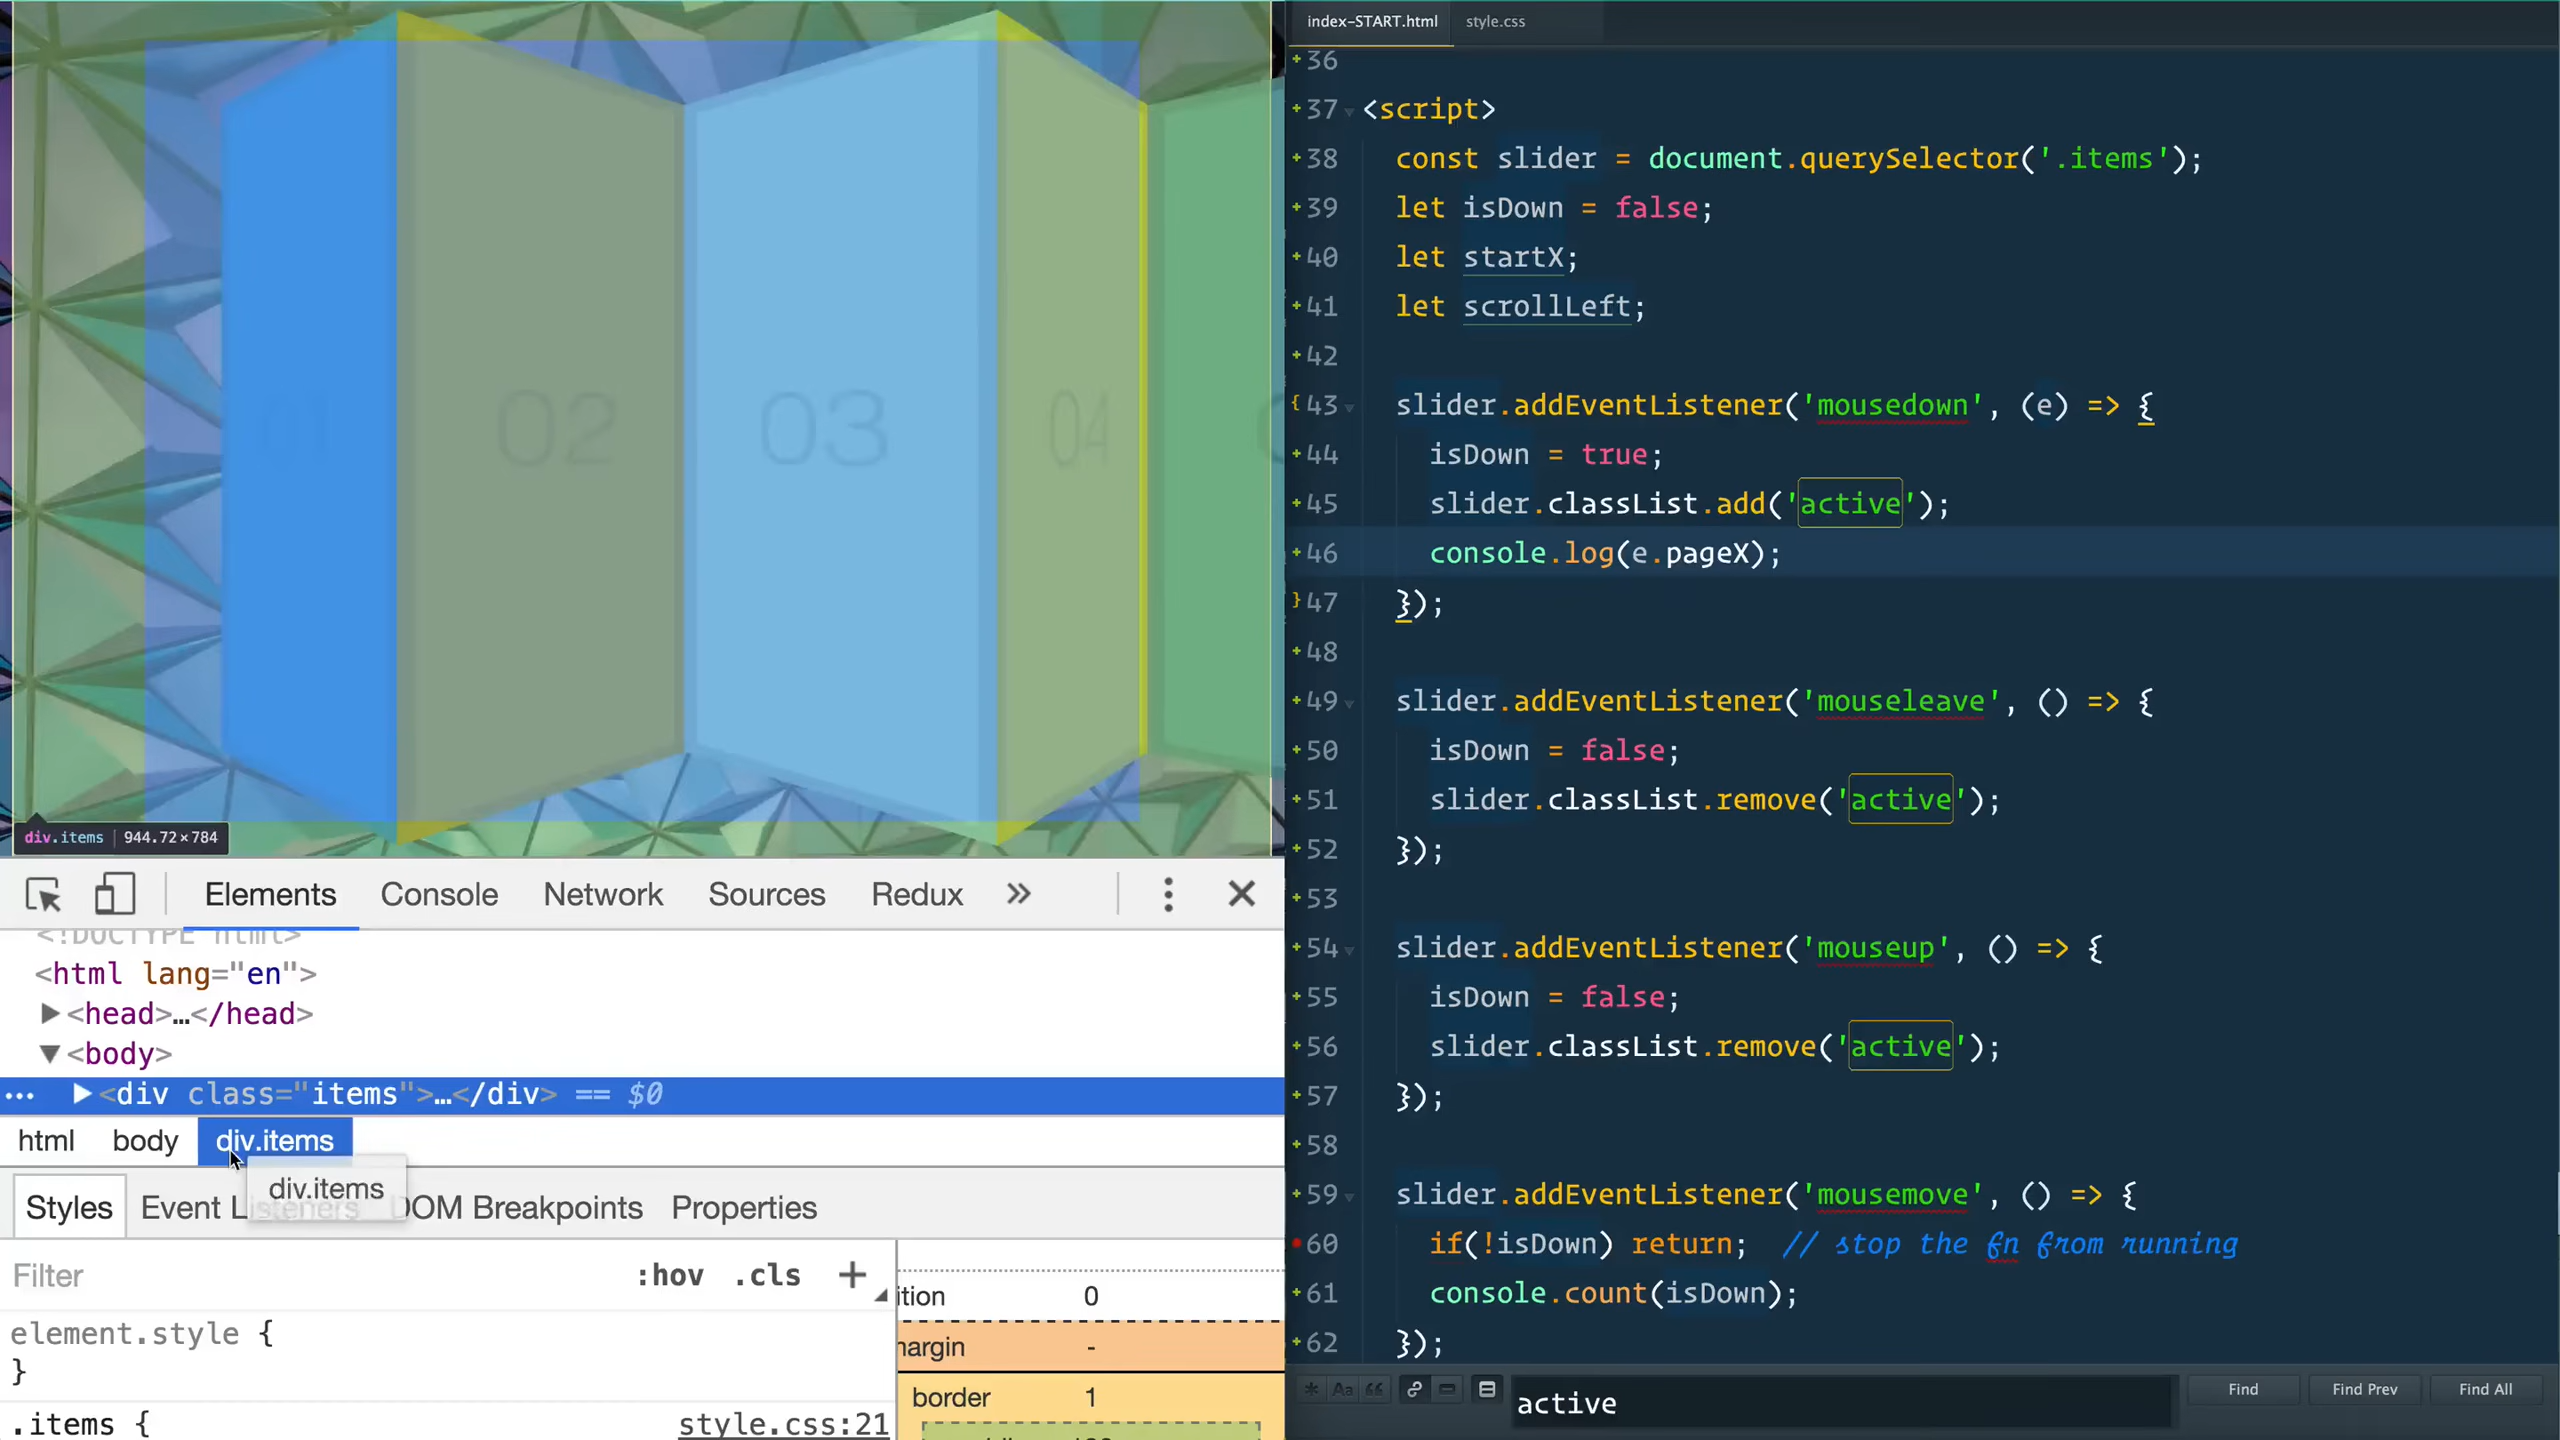 01
02
03
04
div.items | 944.72×784
Elements Console Network Sources Redux »
<!DOCTYPE html>
<html lang="en">
▶<head>…</head>
▼<body>
… ▶<div class="items">…</div> == $0
html body div.items
div.items
Styles Event Listeners DOM Breakpoints Properties
Filter :hov .cls +
element.style {
}
.items { style.css:21
ition 0
margin -
border 1
index-START.html style.css
36
37 <script>
38 const slider = document.querySelector('.items');
39 let isDown = false;
40 let startX;
41 let scrollLeft;
42
43 slider.addEventListener('mousedown', (e) => {
44 isDown = true;
45 slider.classList.add('active');
46 console.log(e.pageX);
47 });
48
49 slider.addEventListener('mouseleave', () => {
50 isDown = false;
51 slider.classList.remove('active');
52 });
53
54 slider.addEventListener('mouseup', () => {
55 isDown = false;
56 slider.classList.remove('active');
57 });
58
59 slider.addEventListener('mousemove', () => {
60 if(!isDown) return; // stop the fn from running
61 console.count(isDown);
62 });
.* Aa “” active Find Find Prev Find All